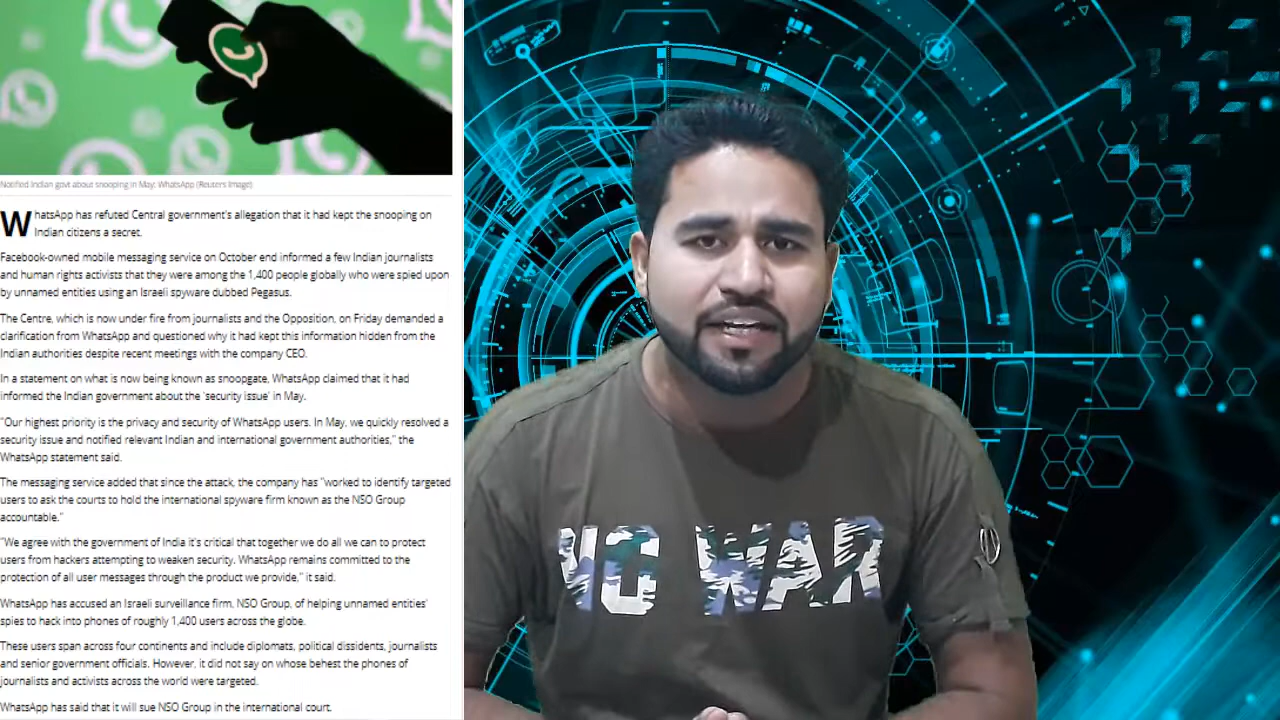 Notified Indian govt about snooping in May: WhatsApp (Reuters Image)
WhatsApp has refuted Central government's allegation that it had kept the snooping on
Indian citizens a secret.
Facebook-owned mobile messaging service on October end informed a few Indian journalists
and human rights activists that they were among the 1,400 people globally who were spied upon
by unnamed entities using an Israeli spyware dubbed Pegasus.
The Centre, which is now under fire from journalists and the Opposition, on Friday demanded a
clarification from WhatsApp and questioned why it had kept this information hidden from the
Indian authorities despite recent meetings with the company CEO.
In a statement on what is now being known as snoopgate, WhatsApp claimed that it had
informed the Indian government about the 'security issue' in May.
"Our highest priority is the privacy and security of WhatsApp users. In May, we quickly resolved a
security issue and notified relevant Indian and international government authorities," the
WhatsApp statement said.
The messaging service added that since the attack, the company has "worked to identify targeted
users to ask the courts to hold the international spyware firm known as the NSO Group
accountable."
"We agree with the government of India it's critical that together we do all we can to protect
users from hackers attempting to weaken security. WhatsApp remains committed to the
protection of all user messages through the product we provide," it said.
WhatsApp has accused an Israeli surveillance firm, NSO Group, of helping unnamed entities'
spies to hack into phones of roughly 1,400 users across the globe.
These users span across four continents and include diplomats, political dissidents, journalists
and senior government officials. However, it did not say on whose behest the phones of
journalists and activists across the world were targeted.
WhatsApp has said that it will sue NSO Group in the international court.
NO WAR